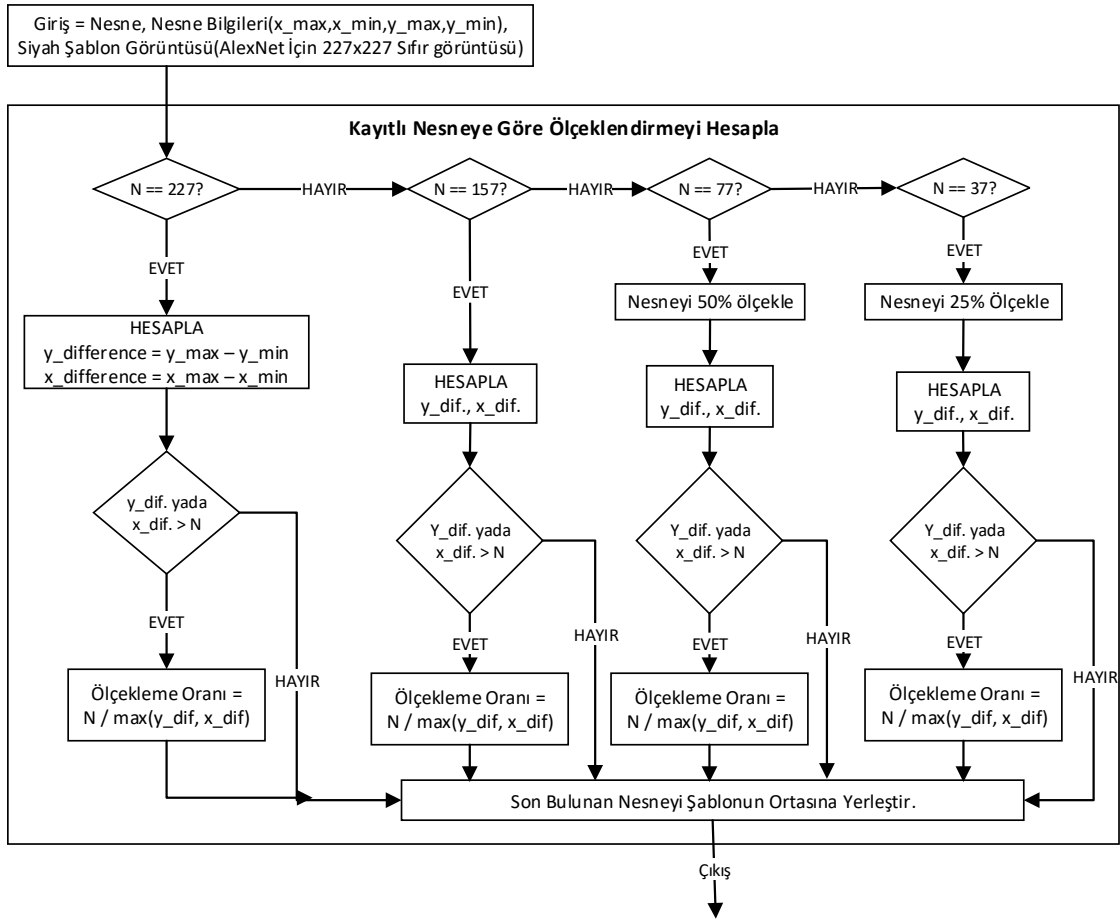 Giriş = Nesne, Nesne Bilgileri(x_max,x_min,y_max,y_min),
Siyah Şablon Görüntüsü(AlexNet İçin 227x227 Sıfır görüntüsü)
Kayıtlı Nesneye Göre Ölçeklendirmeyi Hesapla
N == 227?
HAYIR
N == 157?
HAYIR
N == 77?
HAYIR
N == 37?
EVET
EVET
EVET
EVET
HESAPLA
y_difference = y_max – y_min
x_difference = x_max – x_min
Nesneyi 50% ölçekle
Nesneyi 25% Ölçekle
HESAPLA
y_dif., x_dif.
HESAPLA
y_dif., x_dif.
HESAPLA
y_dif., x_dif.
y_dif. yada
x_dif. > N
Y_dif. yada
x_dif. > N
Y_dif. yada
x_dif. > N
Y_dif. yada
x_dif. > N
EVET
HAYIR
EVET
HAYIR
EVET
HAYIR
EVET
HAYIR
Ölçekleme Oranı =
N / max(y_dif, x_dif)
Ölçekleme Oranı =
N / max(y_dif, x_dif)
Ölçekleme Oranı =
N / max(y_dif, x_dif)
Ölçekleme Oranı =
N / max(y_dif, x_dif)
Son Bulunan Nesneyi Şablonun Ortasına Yerleştir.
Çıkış